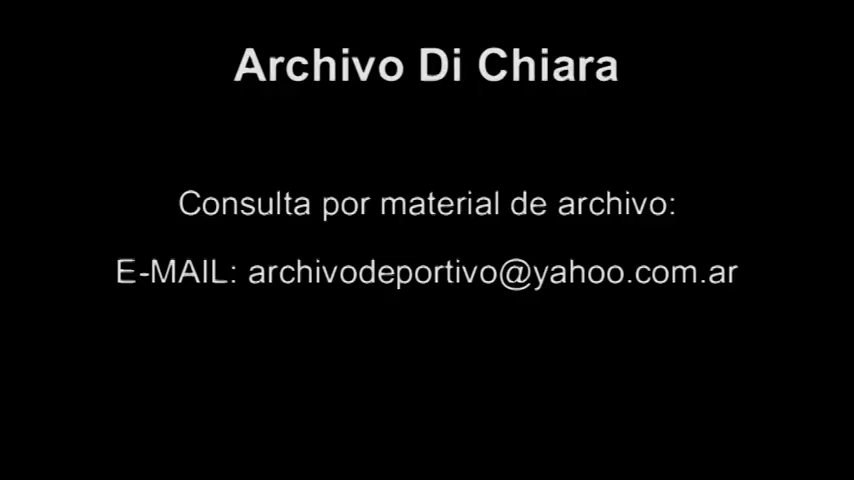 Archivo Di Chiara
Consulta por material de archivo:
E-MAIL: archivodeportivo@yahoo.com.ar